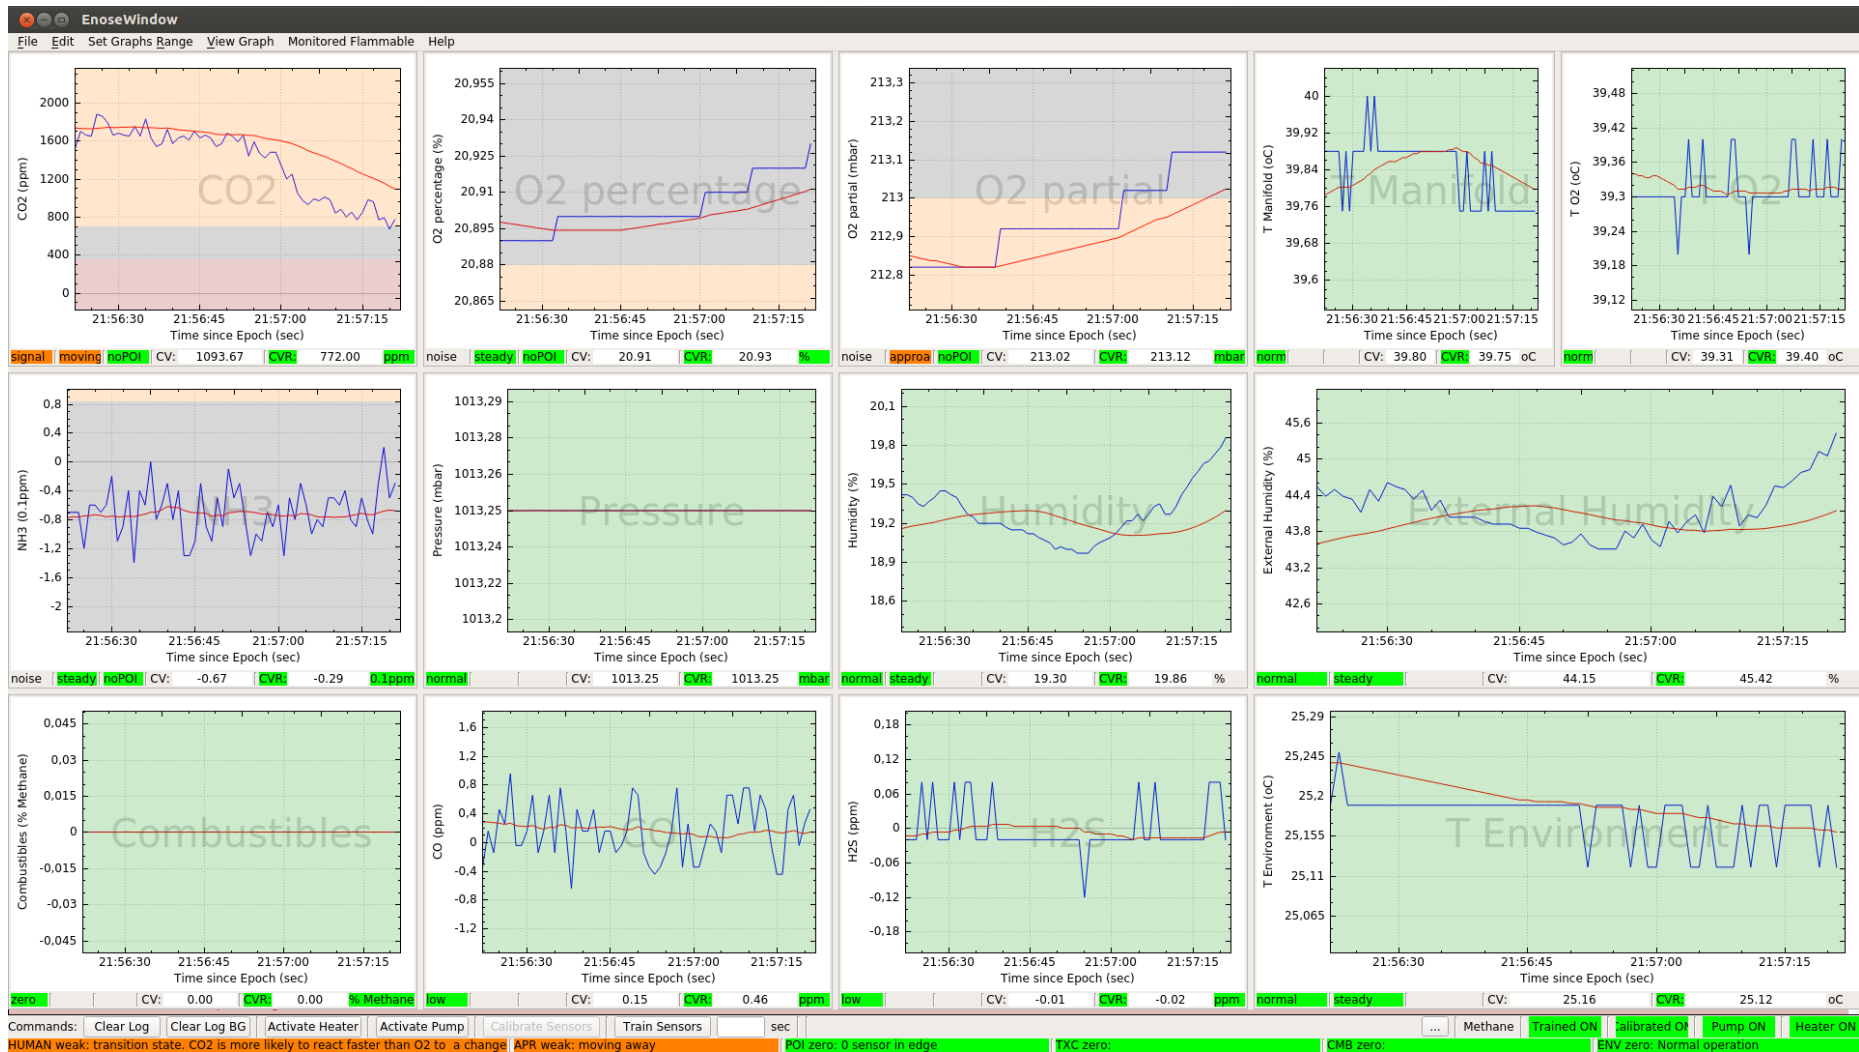 EnoseWindow
File Edit Set Graphs Range View Graph Monitored Flammable Help
CO2
CO2 (ppm)
2000
1600
1200
800
400
0
21:56:30 21:56:45 21:57:00 21:57:15
Time since Epoch (sec)
signal moving noPOI CV: 1093.67 CVR: 772.00 ppm
O2 percentage
O2 percentage (%)
20,955
20,94
20,925
20,91
20,895
20,88
20,865
21:56:30 21:56:45 21:57:00 21:57:15
Time since Epoch (sec)
noise steady noPOI CV: 20.91 CVR: 20.93 %
O2 partial
O2 partial (mbar)
213,3
213,2
213,1
213
212,9
212,8
21:56:30 21:56:45 21:57:00 21:57:15
Time since Epoch (sec)
noise approa noPOI CV: 213.02 CVR: 213.12 mbar
T Manifold
T Manifold (oC)
40
39,92
39,84
39,76
39,68
39,6
21:56:30 21:56:45 21:57:00 21:57:15
Time since Epoch (sec)
norm CV: 39.80 CVR: 39.75 oC
T O2
T O2 (oC)
39,48
39,42
39,36
39,3
39,24
39,18
39,12
21:56:30 21:56:45 21:57:00 21:57:15
Time since Epoch (sec)
norm CV: 39.31 CVR: 39.40 oC
NH3
NH3 (0.1ppm)
0,8
0,4
0
-0,4
-0,8
-1,2
-1,6
-2
21:56:30 21:56:45 21:57:00 21:57:15
Time since Epoch (sec)
noise steady noPOI CV: -0.67 CVR: -0.29 0.1ppm
Pressure
Pressure (mbar)
1013,29
1013,28
1013,26
1013,25
1013,24
1013,22
1013,2
21:56:30 21:56:45 21:57:00 21:57:15
Time since Epoch (sec)
normal CV: 1013.25 CVR: 1013.25 mbar
Humidity
Humidity (%)
20,1
19,8
19,5
19,2
18,9
18,6
21:56:30 21:56:45 21:57:00 21:57:15
Time since Epoch (sec)
normal steady CV: 19.30 CVR: 19.86 %
External Humidity
External Humidity (%)
45,6
45
44,4
43,8
43,2
42,6
21:56:30 21:56:45 21:57:00 21:57:15
Time since Epoch (sec)
normal steady CV: 44.15 CVR: 45.42 %
Combustibles
Combustibles (% Methane)
0,045
0,03
0,015
0
-0,015
-0,03
-0,045
21:56:30 21:56:45 21:57:00 21:57:15
Time since Epoch (sec)
zero CV: 0.00 CVR: 0.00 % Methane
CO
CO (ppm)
1,6
1,2
0,8
0,4
0
-0,4
-0,8
-1,2
21:56:30 21:56:45 21:57:00 21:57:15
Time since Epoch (sec)
low CV: 0.15 CVR: 0.46 ppm
H2S
H2S (ppm)
0,18
0,12
0,06
0
-0,06
-0,12
-0,18
21:56:30 21:56:45 21:57:00 21:57:15
Time since Epoch (sec)
low CV: -0.01 CVR: -0.02 ppm
T Environment
T Environment (oC)
25,29
25,245
25,2
25,155
25,11
25,065
21:56:30 21:56:45 21:57:00 21:57:15
Time since Epoch (sec)
normal steady CV: 25.16 CVR: 25.12 oC
Commands: Clear Log Clear Log BG Activate Heater Activate Pump Calibrate Sensors Train Sensors sec ... Methane Trained ON Calibrated ON Pump ON Heater ON
HUMAN weak: transition state. CO2 is more likely to react faster than O2 to a change APR weak: moving away POI zero: 0 sensor in edge TXC zero: CMB zero: ENV zero: Normal operation